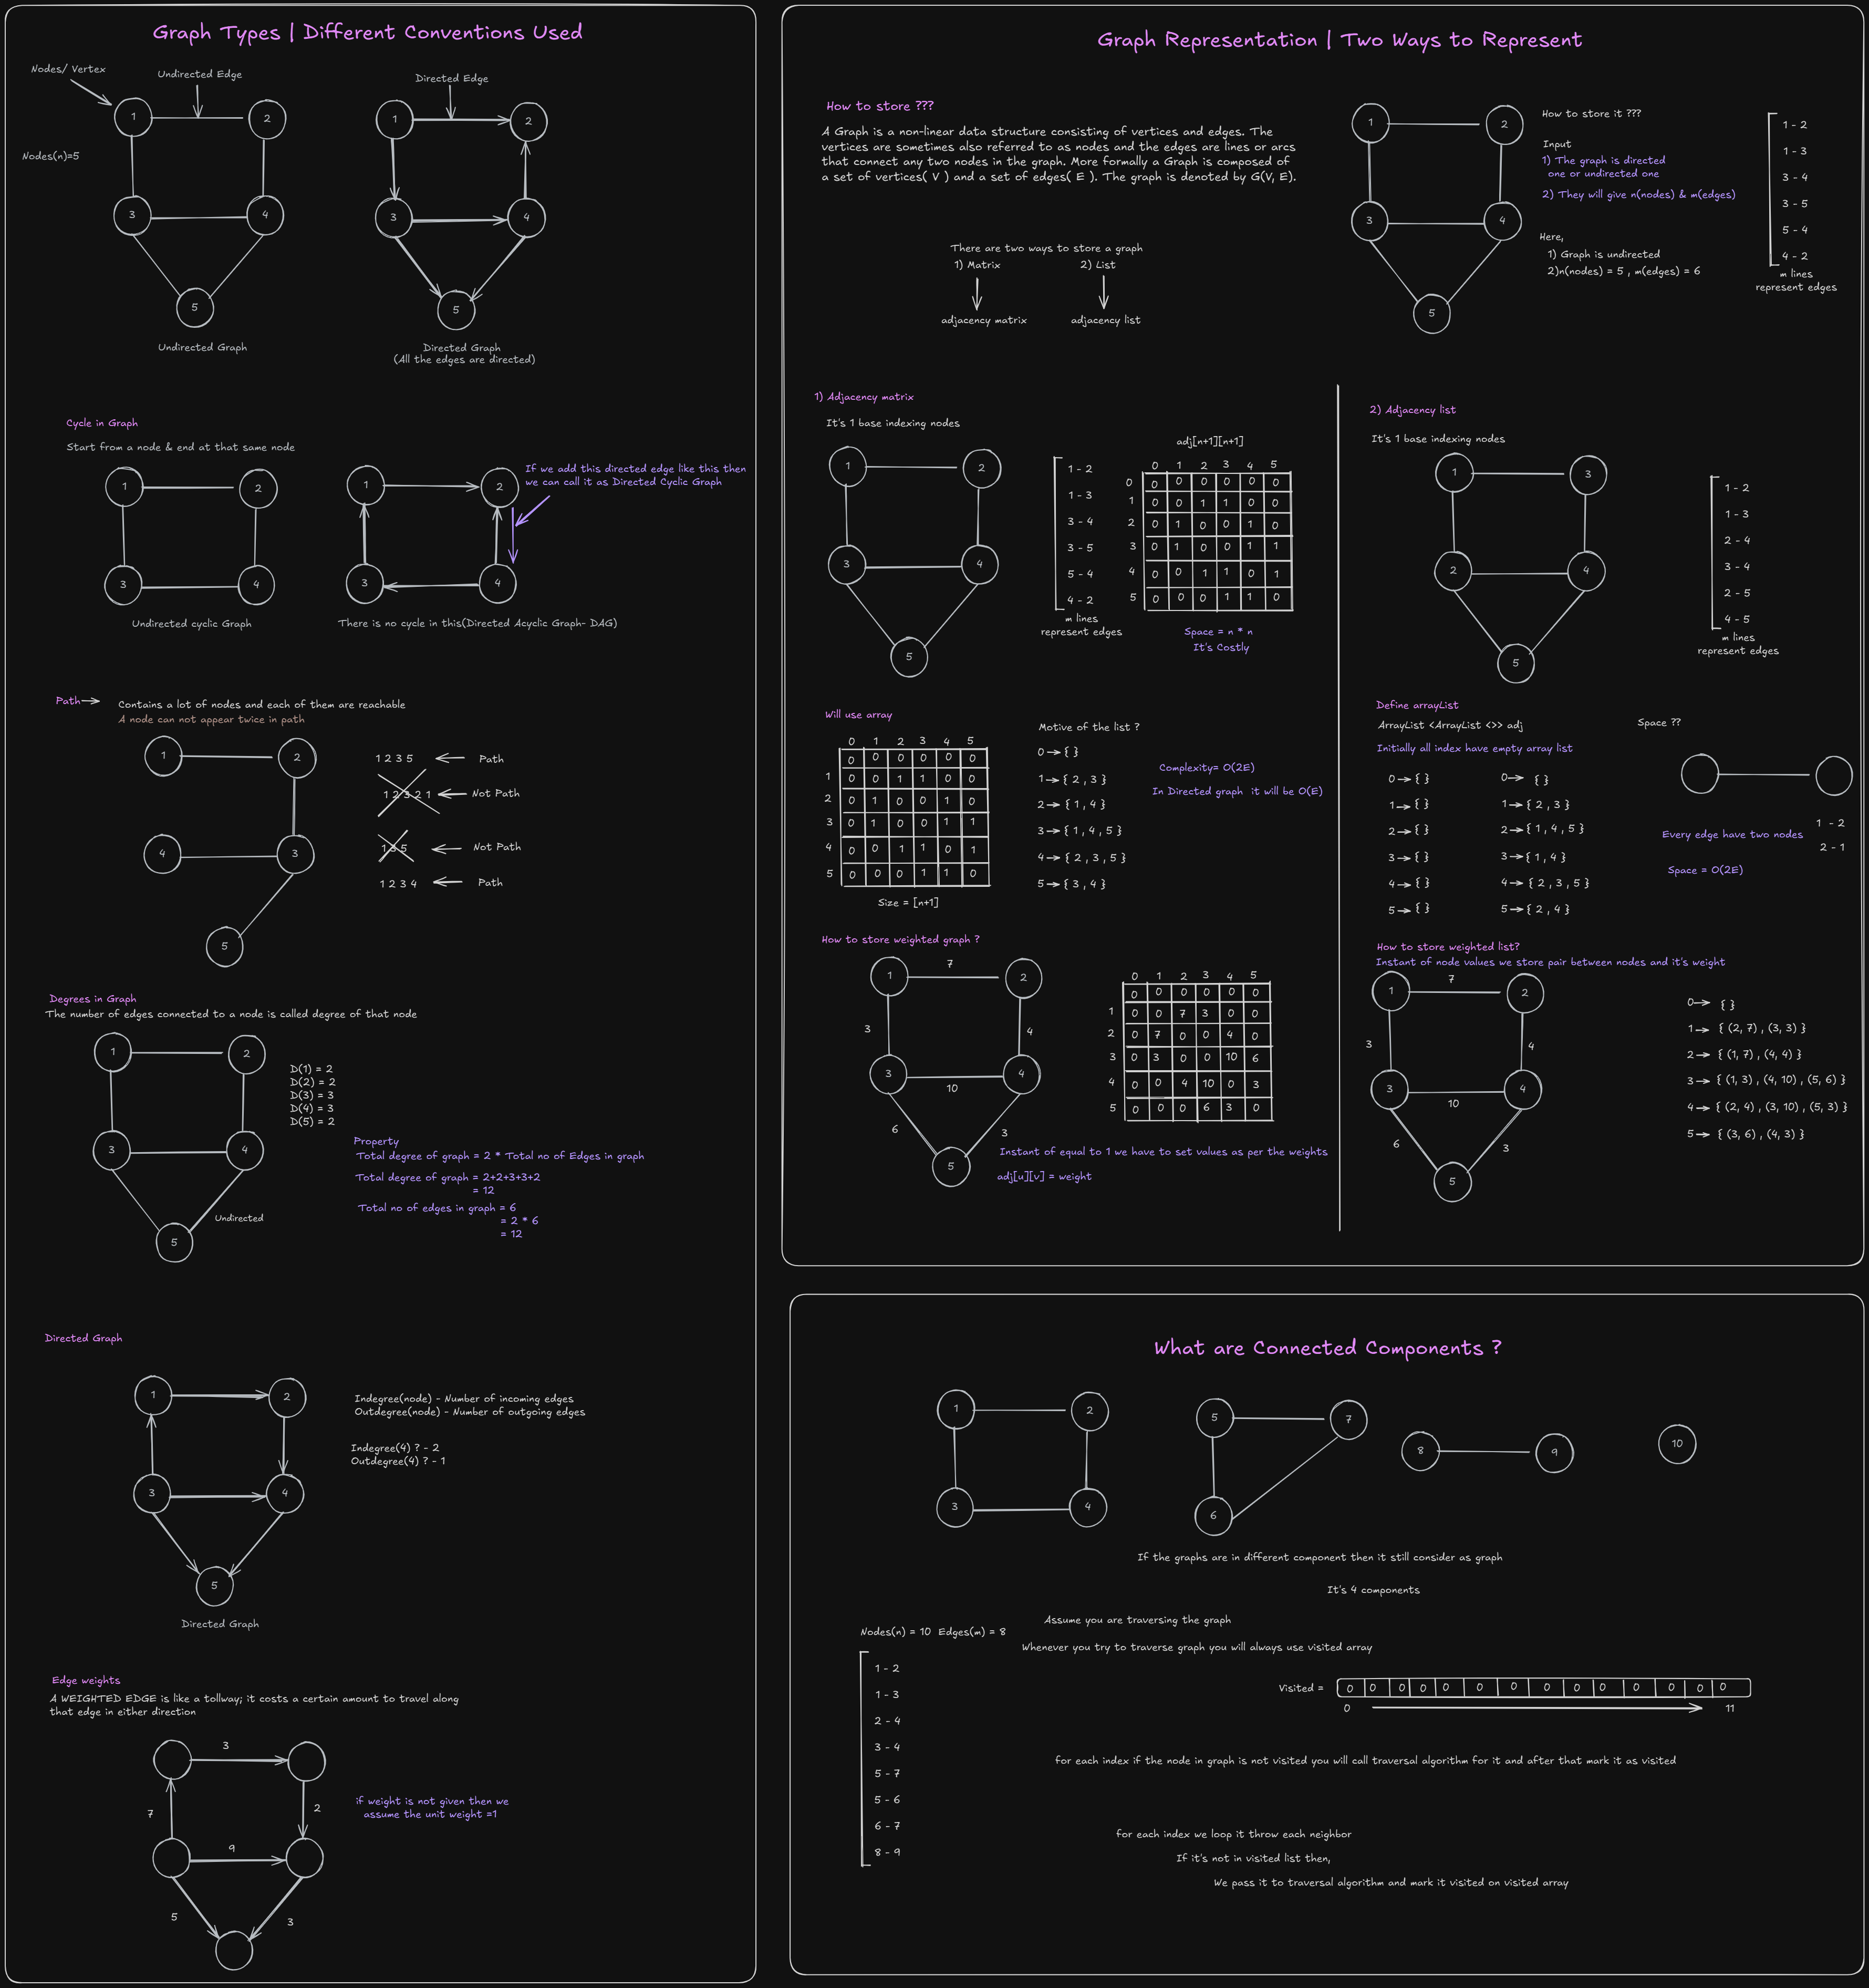 Graph Types | Different Conventions Used
Nodes/ Vertex
Undirected Edge
Directed Edge
Nodes(n)=5
1
2
3
4
5
1
2
3
4
5
Undirected Graph
Directed Graph
(All the edges are directed)
Cycle in Graph
Start from a node & end at that same node
1
2
3
4
1
2
3
4
If we add this directed edge like this then
we can call it as Directed Cyclic Graph
Undirected cyclic Graph
There is no cycle in this(Directed Acyclic Graph- DAG)
Path
Contains a lot of nodes and each of them are reachable
A node can not appear twice in path
1
2
4
3
5
1 2 3 5
Path
1 2 3 2 1
Not Path
1 3 5
Not Path
1 2 3 4
Path
Degrees in Graph
The number of edges connected to a node is called degree of that node
1
2
3
4
5
Undirected
D(1) = 2
D(2) = 2
D(3) = 3
D(4) = 3
D(5) = 2
Property
Total degree of graph = 2 * Total no of Edges in graph
Total degree of graph = 2+2+3+3+2
= 12
Total no of edges in graph = 6
= 2 * 6
= 12
Directed Graph
1
2
3
4
5
Indegree(node) - Number of incoming edges
Outdegree(node) - Number of outgoing edges
Indegree(4) ? - 2
Outdegree(4) ? - 1
Directed Graph
Edge weights
A WEIGHTED EDGE is like a tollway; it costs a certain amount to travel along
that edge in either direction
3
7
2
9
5
3
if weight is not given then we
assume the unit weight =1
Graph Representation | Two Ways to Represent
How to store ???
A Graph is a non-linear data structure consisting of vertices and edges. The
vertices are sometimes also referred to as nodes and the edges are lines or arcs
that connect any two nodes in the graph. More formally a Graph is composed of
a set of vertices( V ) and a set of edges( E ). The graph is denoted by G(V, E).
There are two ways to store a graph
1) Matrix
2) List
adjacency matrix
adjacency list
1
2
3
4
5
How to store it ???
Input
1) The graph is directed
one or undirected one
2) They will give n(nodes) & m(edges)
Here,
1) Graph is undirected
2)n(nodes) = 5 , m(edges) = 6
1 - 2
1 - 3
3 - 4
3 - 5
5 - 4
4 - 2
m lines
represent edges
1) Adjacency matrix
It's 1 base indexing nodes
1
2
3
4
5
1 - 2
1 - 3
3 - 4
3 - 5
5 - 4
4 - 2
m lines
represent edges
adj[n+1][n+1]
0 1 2 3 4 5
0 0 0 0 0 0 0
1 0 0 1 1 0 0
2 0 1 0 0 1 0
3 0 1 0 0 1 1
4 0 0 1 1 0 1
5 0 0 0 1 1 0
Space = n * n
It's Costly
Will use array
0 1 2 3 4 5
0 0 0 0 0 0
1 0 0 1 1 0 0
2 0 1 0 0 1 0
3 0 1 0 0 1 1
4 0 0 1 1 0 1
5 0 0 0 1 1 0
Size = [n+1]
Motive of the list ?
0 { }
1 { 2 , 3 }
2 { 1 , 4 }
3 { 1 , 4 , 5 }
4 { 2 , 3 , 5 }
5 { 3 , 4 }
Complexity= O(2E)
In Directed graph it will be O(E)
How to store weighted graph ?
1
7
2
3
4
3
10
4
6
3
5
0 1 2 3 4 5
0 0 0 0 0 0
1 0 0 7 3 0 0
2 0 7 0 0 4 0
3 0 3 0 0 10 6
4 0 0 4 10 0 3
5 0 0 0 6 3 0
Instant of equal to 1 we have to set values as per the weights
adj[u][v] = weight
2) Adjacency list
It's 1 base indexing nodes
1
3
2
4
5
1 - 2
1 - 3
2 - 4
3 - 4
2 - 5
4 - 5
m lines
represent edges
Define arrayList
ArrayList <ArrayList <>> adj
Initially all index have empty array list
0 { }
1 { }
2 { }
3 { }
4 { }
5 { }
0 { }
1 { 2 , 3 }
2 { 1 , 4 , 5 }
3 { 1 , 4 }
4 { 2 , 3 , 5 }
5 { 2 , 4 }
Space ??
1 - 2
Every edge have two nodes
2 - 1
Space = O(2E)
How to store weighted list?
Instant of node values we store pair between nodes and it's weight
1
7
2
3
4
3
10
4
6
3
5
0 { }
1 { (2, 7) , (3, 3) }
2 { (1, 7) , (4, 4) }
3 { (1, 3) , (4, 10) , (5, 6) }
4 { (2, 4) , (3, 10) , (5, 3) }
5 { (3, 6) , (4, 3) }
What are Connected Components ?
1
2
3
4
5
7
6
8
9
10
If the graphs are in different component then it still consider as graph
It's 4 components
Assume you are traversing the graph
Nodes(n) = 10 Edges(m) = 8
Whenever you try to traverse graph you will always use visited array
1 - 2
1 - 3
2 - 4
3 - 4
5 - 7
5 - 6
6 - 7
8 - 9
Visited = 0 0 0 0 0 0 0 0 0 0 0 0 0 0
0 11
for each index if the node in graph is not visited you will call traversal algorithm for it and after that mark it as visited
for each index we loop it throw each neighbor
If it's not in visited list then,
We pass it to traversal algorithm and mark it visited on visited array